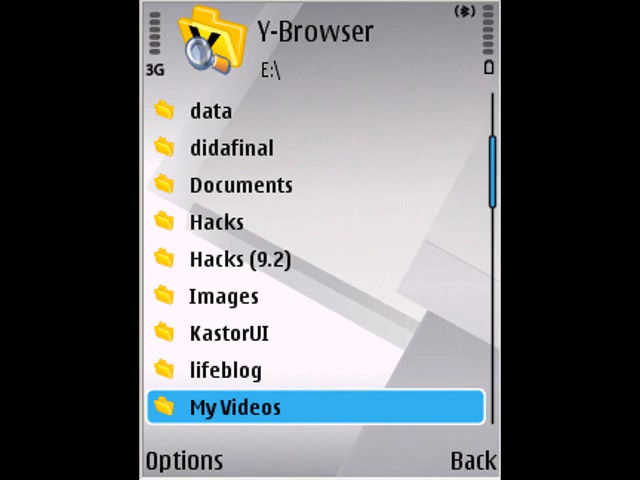 Y-Browser
3G
E:\
data
didafinal
Documents
Hacks
Hacks (9.2)
Images
KastorUI
lifeblog
My Videos
Options
Back